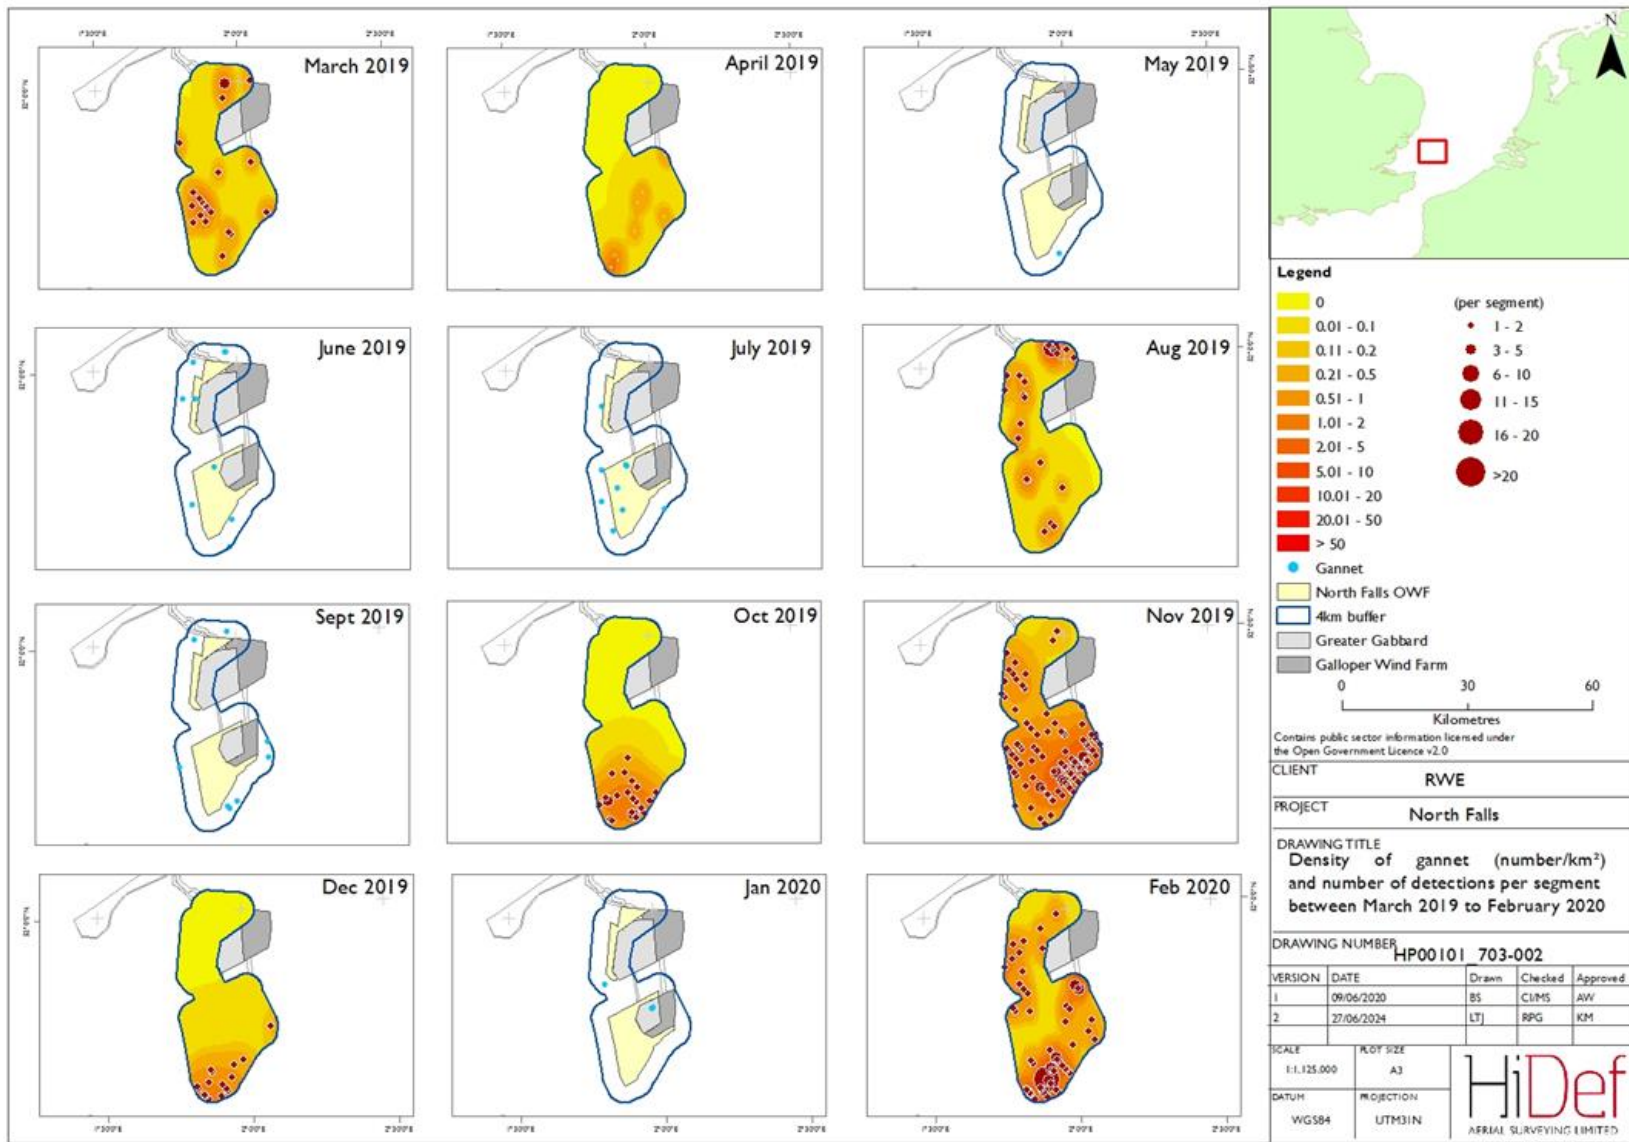 March 2019
April 2019
May 2019
June 2019
July 2019
Aug 2019
Sept 2019
Oct 2019
Nov 2019
Dec 2019
Jan 2020
Feb 2020
N
Legend
0
0.01 - 0.1
0.11 - 0.2
0.21 - 0.5
0.51 - 1
1.01 - 2
2.01 - 5
5.01 - 10
10.01 - 20
20.01 - 50
> 50
(per segment)
1 - 2
3 - 5
6 - 10
11 - 15
16 - 20
>20
Gannet
North Falls OWF
4km buffer
Greater Gabbard
Galloper Wind Farm
0 30 60
Kilometres
Contains public sector information licensed under
the Open Government Licence v2.0
CLIENT
RWE
PROJECT
North Falls
DRAWING TITLE
Density of gannet (number/km²)
and number of detections per segment
between March 2019 to February 2020
DRAWING NUMBER
HP00101_703-002
VERSION DATE Drawn Checked Approved
1 09/06/2020 BS CI/MS AW
2 27/06/2024 LTJ RPG KM
SCALE
1:1,125,000
PLOT SIZE
A3
DATUM
WGS84
PROJECTION
UTM31N
HiDef
AERIAL SURVEYING LIMITED